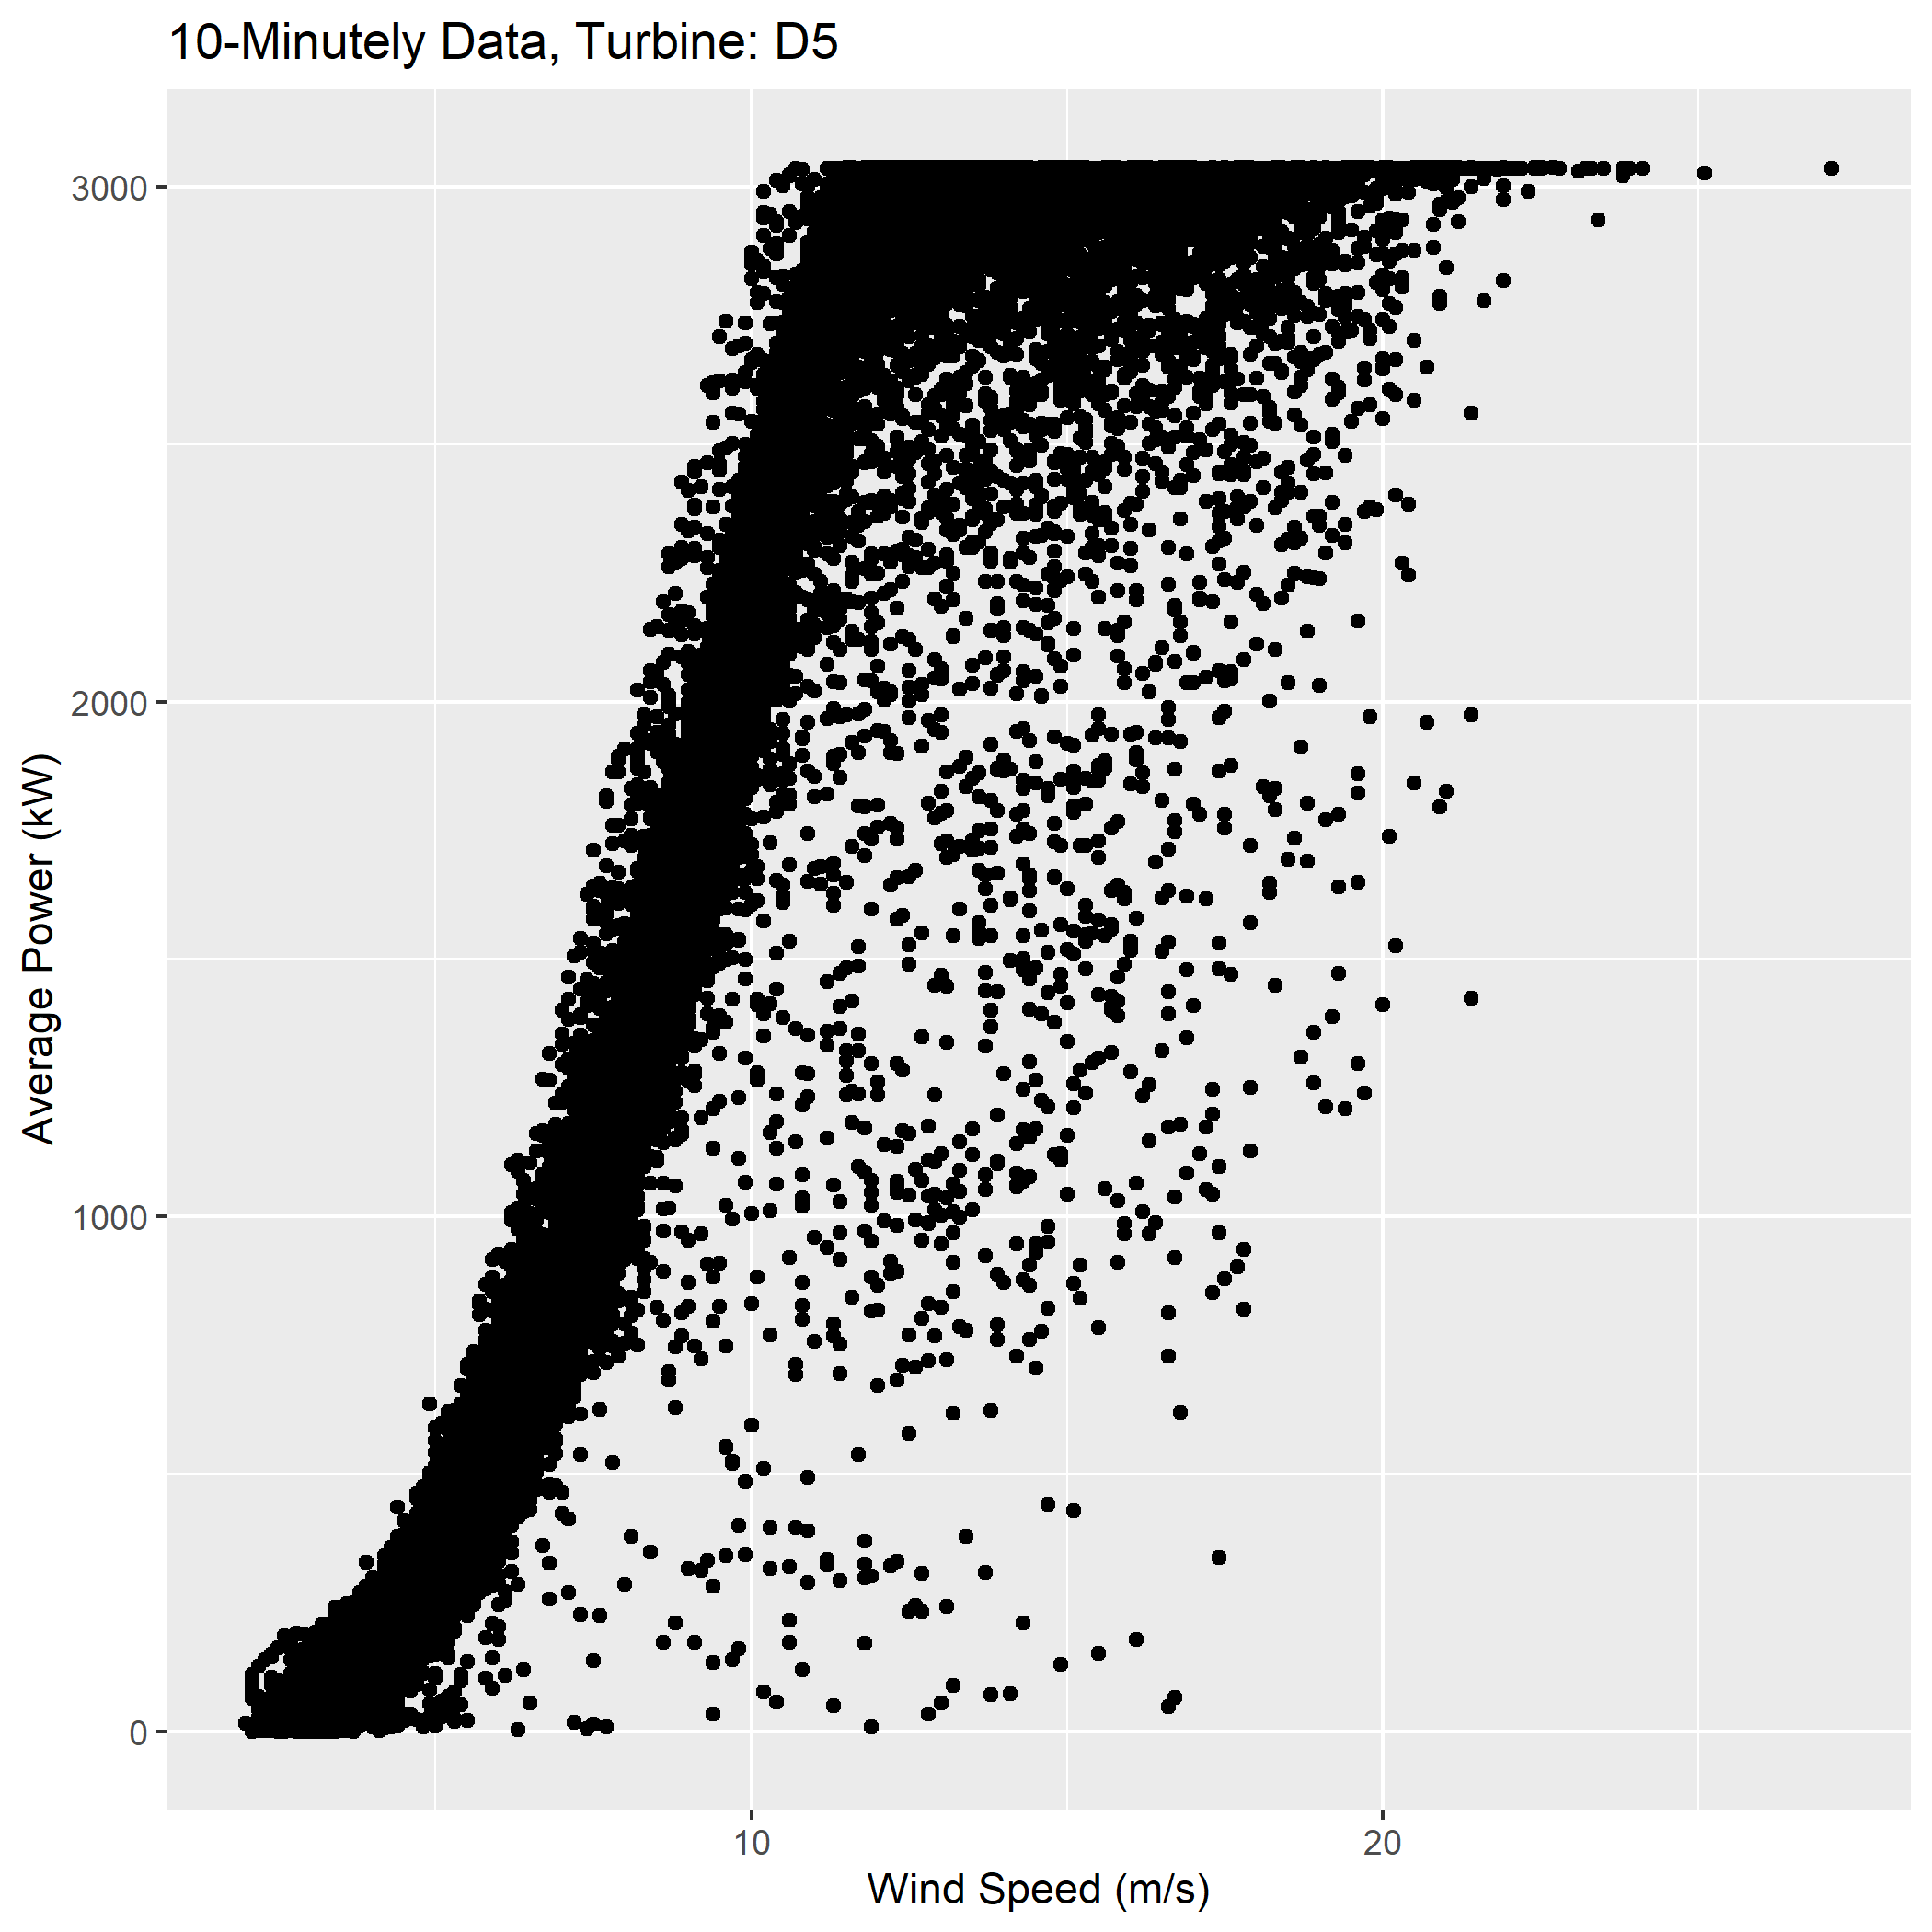 10-Minutely Data, Turbine: D5
3000
2000
1000
0
Average Power (kW)
10
20
Wind Speed (m/s)